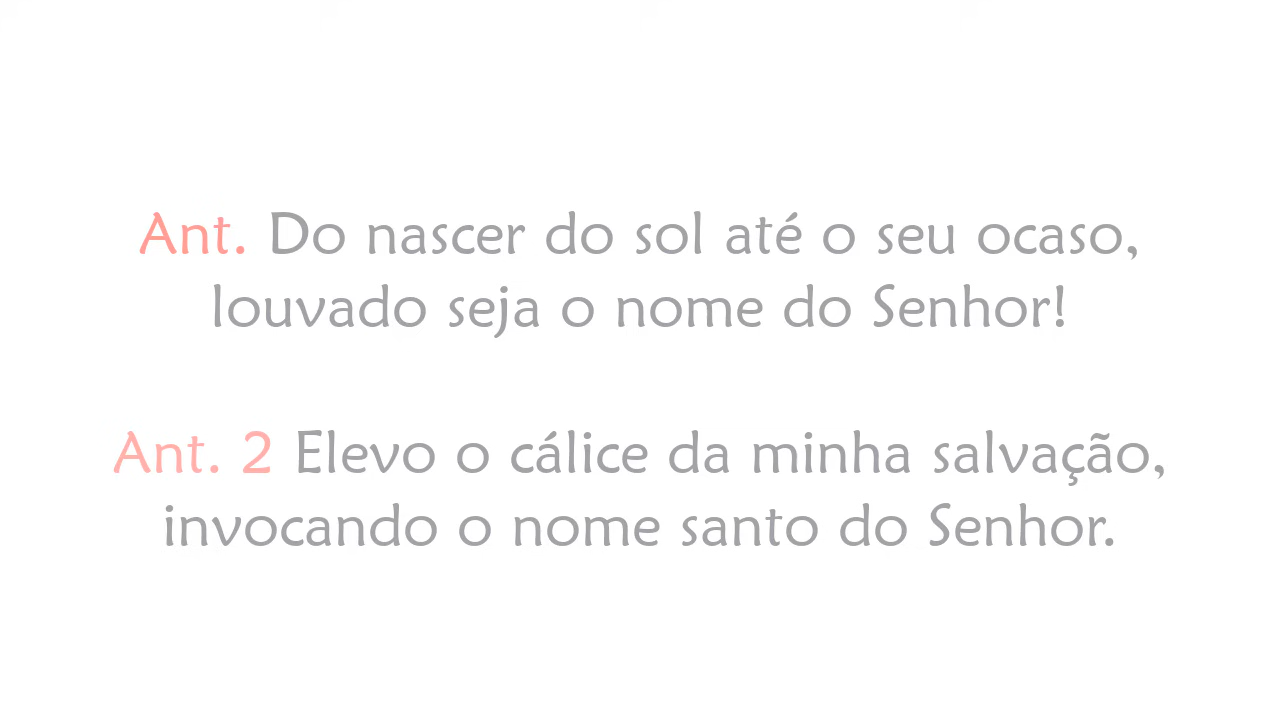 Ant. Do nascer do sol até o seu ocaso,
louvado seja o nome do Senhor!
Ant. 2 Elevo o cálice da minha salvação,
invocando o nome santo do Senhor.